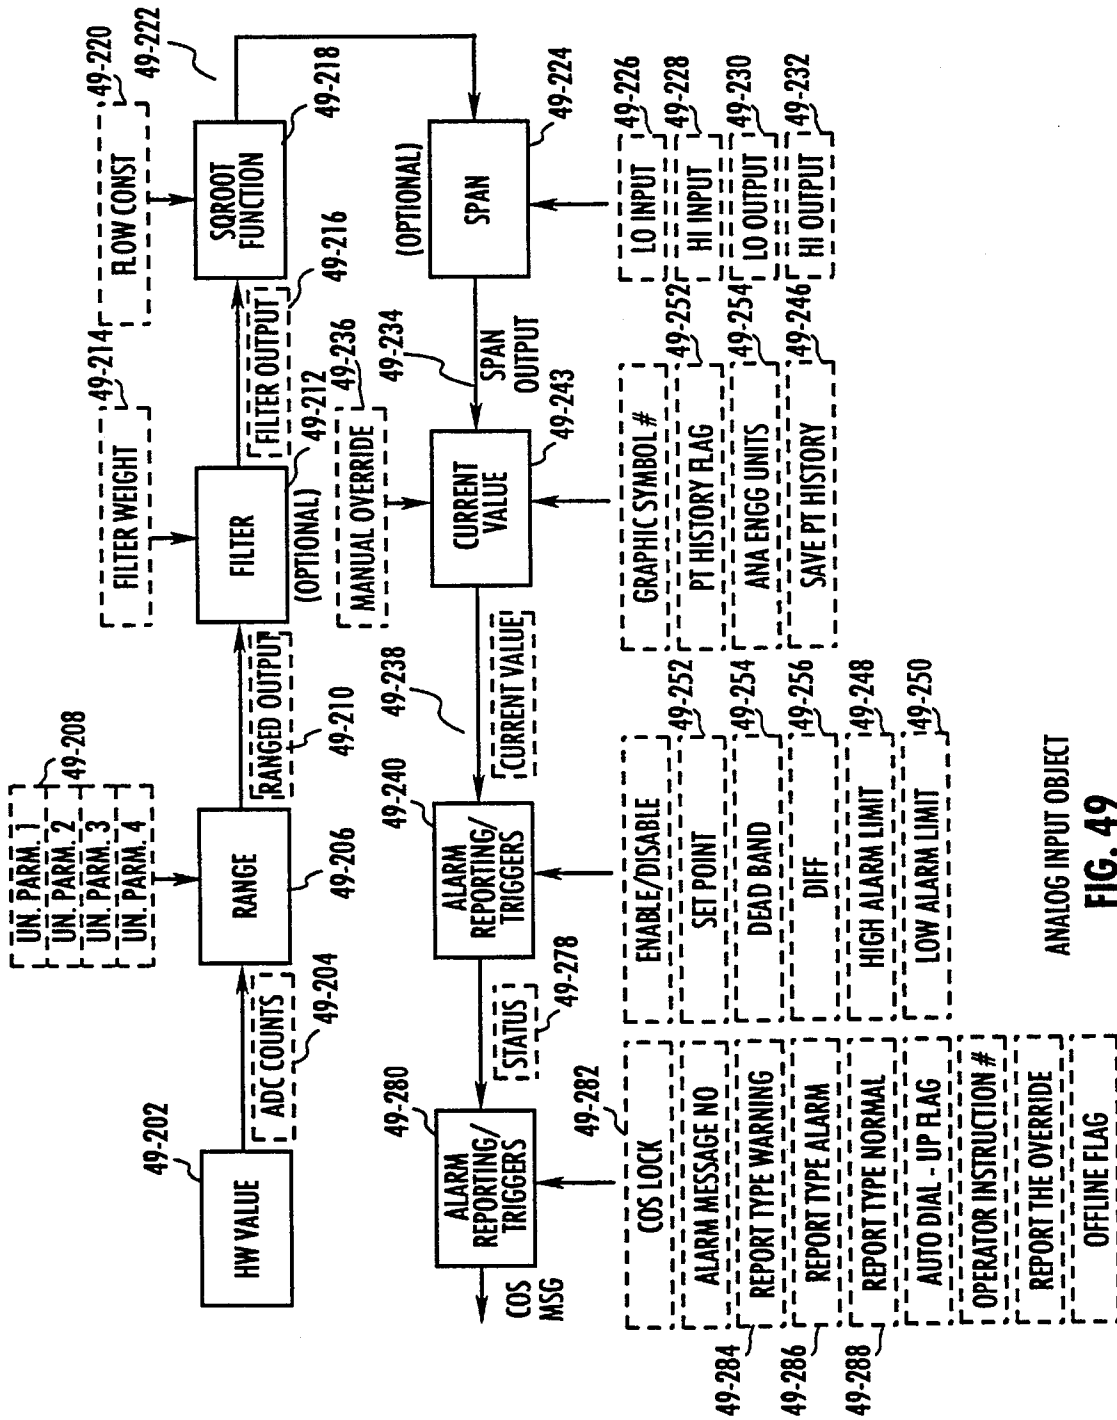 UN. PARM. 1
UN. PARM. 2
UN. PARM. 3
UN. PARM. 4
49-208
FILTER WEIGHT
49-214
FLOW CONST
49-220
49-222
49-202
HW VALUE
ADC COUNTS
49-204
RANGE
49-206
RANGED OUTPUT
49-210
FILTER
(OPTIONAL)
49-212
FILTER OUTPUT
49-216
SQROOT
FUNCTION
49-218
MANUAL OVERRIDE
49-236
49-234
(OPTIONAL)
SPAN
49-224
SPAN
OUTPUT
CURRENT
VALUE
49-243
49-238
CURRENT VALUE
49-240
ALARM
REPORTING/
TRIGGERS
STATUS
49-278
49-280
ALARM
REPORTING/
TRIGGERS
COS
MSG
49-282
COS LOCK
ALARM MESSAGE NO
49-284
REPORT TYPE WARNING
49-286
REPORT TYPE ALARM
49-288
REPORT TYPE NORMAL
AUTO DIAL - UP FLAG
OPERATOR INSTRUCTION #
REPORT THE OVERRIDE
OFFLINE FLAG
ENABLE/DISABLE
SET POINT
49-252
DEAD BAND
49-254
DIFF
49-256
HIGH ALARM LIMIT
49-248
LOW ALARM LIMIT
49-250
GRAPHIC SYMBOL #
PT HISTORY FLAG
49-252
ANA ENGG UNITS
49-254
SAVE PT HISTORY
49-246
LO INPUT
49-226
HI INPUT
49-228
LO OUTPUT
49-230
HI OUTPUT
49-232
ANALOG INPUT OBJECT
FIG. 49